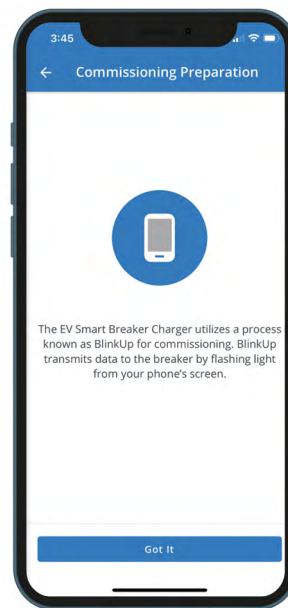 3:45
Commissioning Preparation
The EV Smart Breaker Charger utilizes a process
known as BlinkUp for commissioning. BlinkUp
transmits data to the breaker by flashing light
from your phone's screen.
Got It